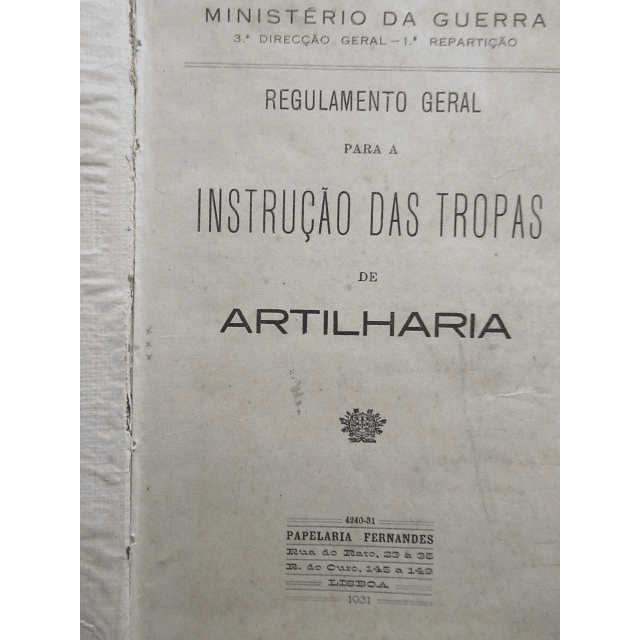 MINISTÉRIO DA GUERRA
3.ª DIRECÇÃO GERAL — 1.ª REPARTIÇÃO
REGULAMENTO GERAL
PARA A
INSTRUÇÃO DAS TROPAS
DE
ARTILHARIA
4240-31
PAPELARIA FERNANDES
Rua do Rato, 23 à 35
R. do Ouro, 145 a 149
LISBOA
1931